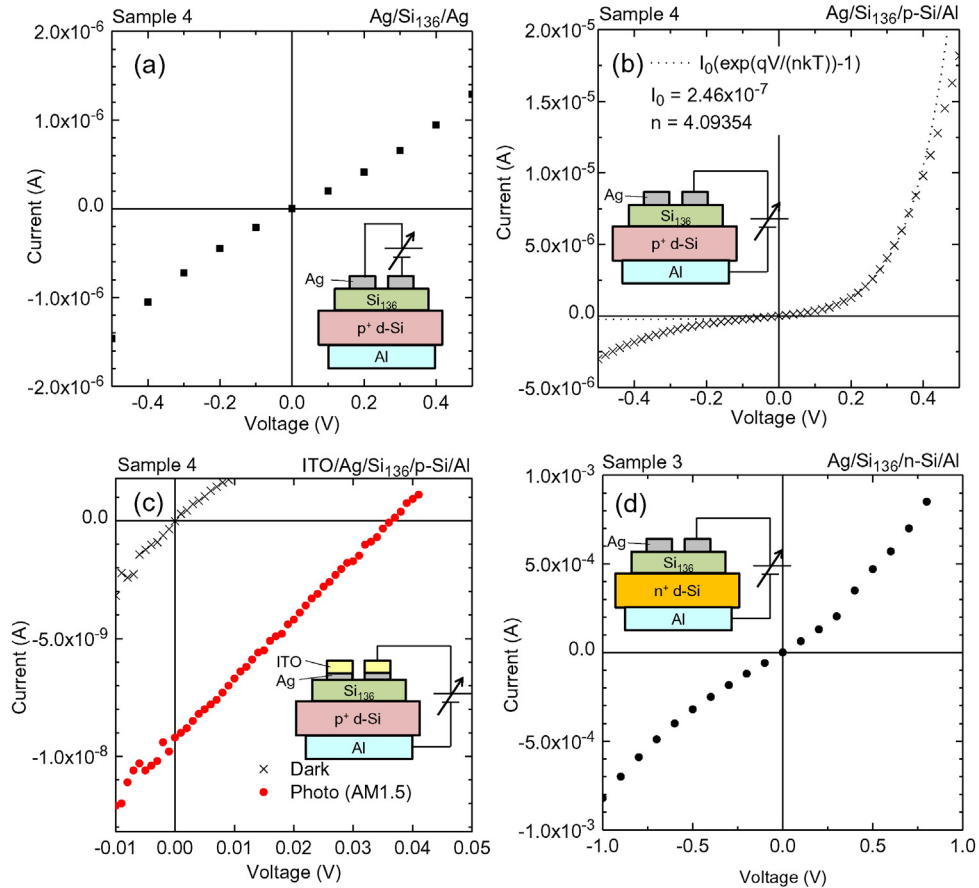 Sample 4 Ag/Si₁₃₆/Ag
2.0x10⁻⁶
(a)
1.0x10⁻⁶
0.0
-1.0x10⁻⁶
-2.0x10⁻⁶
Current (A)
Ag
Si₁₃₆
p⁺ d-Si
Al
-0.4 -0.2 0.0 0.2 0.4
Voltage (V)
Sample 4 Ag/Si₁₃₆/p-Si/Al
2.0x10⁻⁵
(b)
I₀(exp(qV/(nkT))-1)
I₀ = 2.46x10⁻⁷
n = 4.09354
1.5x10⁻⁵
1.0x10⁻⁵
5.0x10⁻⁶
0.0
-5.0x10⁻⁶
Current (A)
Ag
Si₁₃₆
p⁺ d-Si
Al
-0.4 -0.2 0.0 0.2 0.4
Voltage (V)
Sample 4 ITO/Ag/Si₁₃₆/p-Si/Al
(c)
0.0
-5.0x10⁻⁹
-1.0x10⁻⁸
Current (A)
ITO
Ag
Si₁₃₆
p⁺ d-Si
Al
Dark
Photo (AM1.5)
-0.01 0.00 0.01 0.02 0.03 0.04 0.05
Voltage (V)
Sample 3 Ag/Si₁₃₆/n-Si/Al
1.0x10⁻³
(d)
5.0x10⁻⁴
0.0
-5.0x10⁻⁴
-1.0x10⁻³
Current (A)
Ag
Si₁₃₆
n⁺ d-Si
Al
-1.0 -0.5 0.0 0.5 1.0
Voltage (V)